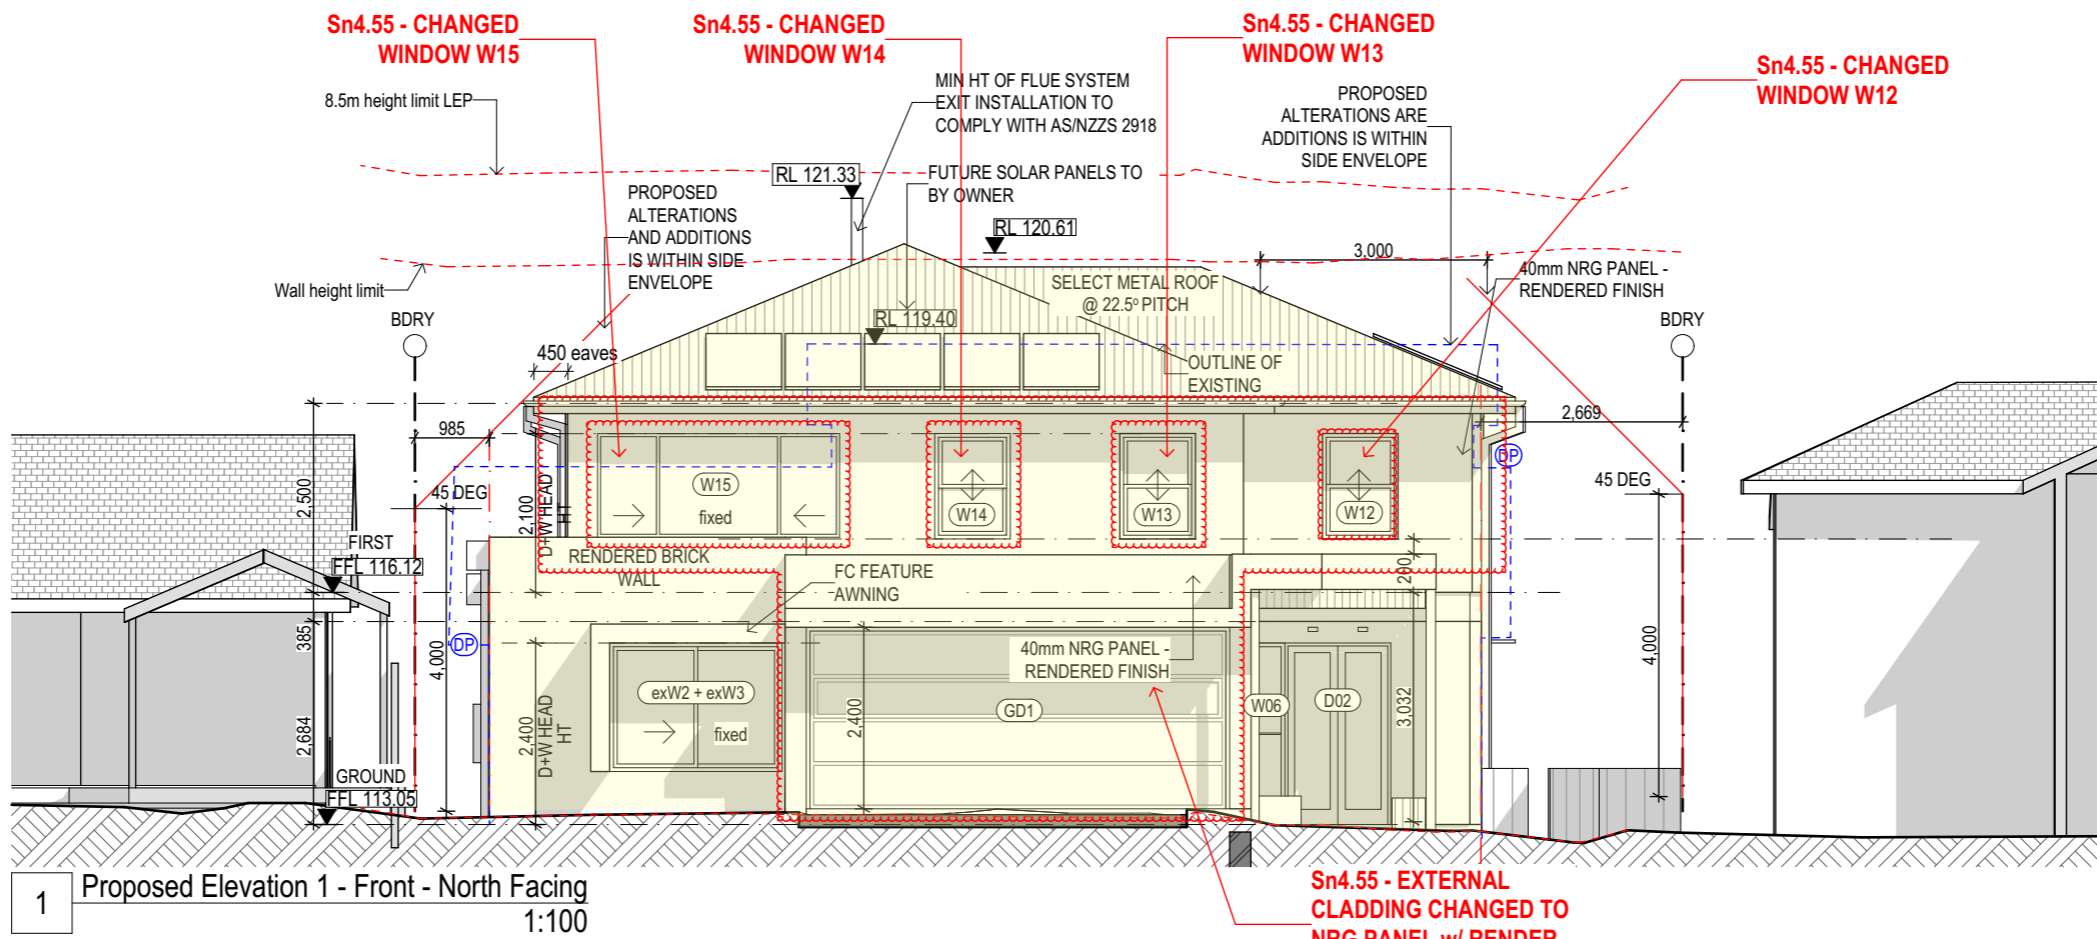 Sn4.55 - CHANGED
WINDOW W15
Sn4.55 - CHANGED
WINDOW W14
Sn4.55 - CHANGED
WINDOW W13
Sn4.55 - CHANGED
WINDOW W12
8.5m height limit LEP
MIN HT OF FLUE SYSTEM
EXIT INSTALLATION TO
COMPLY WITH AS/NZZS 2918
PROPOSED
ALTERATIONS ARE
ADDITIONS IS WITHIN
SIDE ENVELOPE
RL 121.33
FUTURE SOLAR PANELS TO
BY OWNER
PROPOSED
ALTERATIONS
AND ADDITIONS
IS WITHIN SIDE
ENVELOPE
RL 120.61
3,000
40mm NRG PANEL -
RENDERED FINISH
Wall height limit
SELECT METAL ROOF
@ 22.5º PITCH
BDRY
RL 119.40
BDRY
450 eaves
OUTLINE OF
EXISTING
985
2,669
2,500
45 DEG
2,100
D+W HEAD
HT
W15
fixed
W14
W13
W12
DP
45 DEG
FIRST
FFL 116.12
RENDERED BRICK
WALL
FC FEATURE
AWNING
200
385
4,000
DP
40mm NRG PANEL -
RENDERED FINISH
4,000
2,684
2,400
D+W HEAD
HT
exW2 + exW3
fixed
2,400
GD1
W06
D02
3,032
GROUND
FFL 113.05
1
Proposed Elevation 1 - Front - North Facing
1:100
Sn4.55 - EXTERNAL
CLADDING CHANGED TO
NRG PANEL w/ RENDER